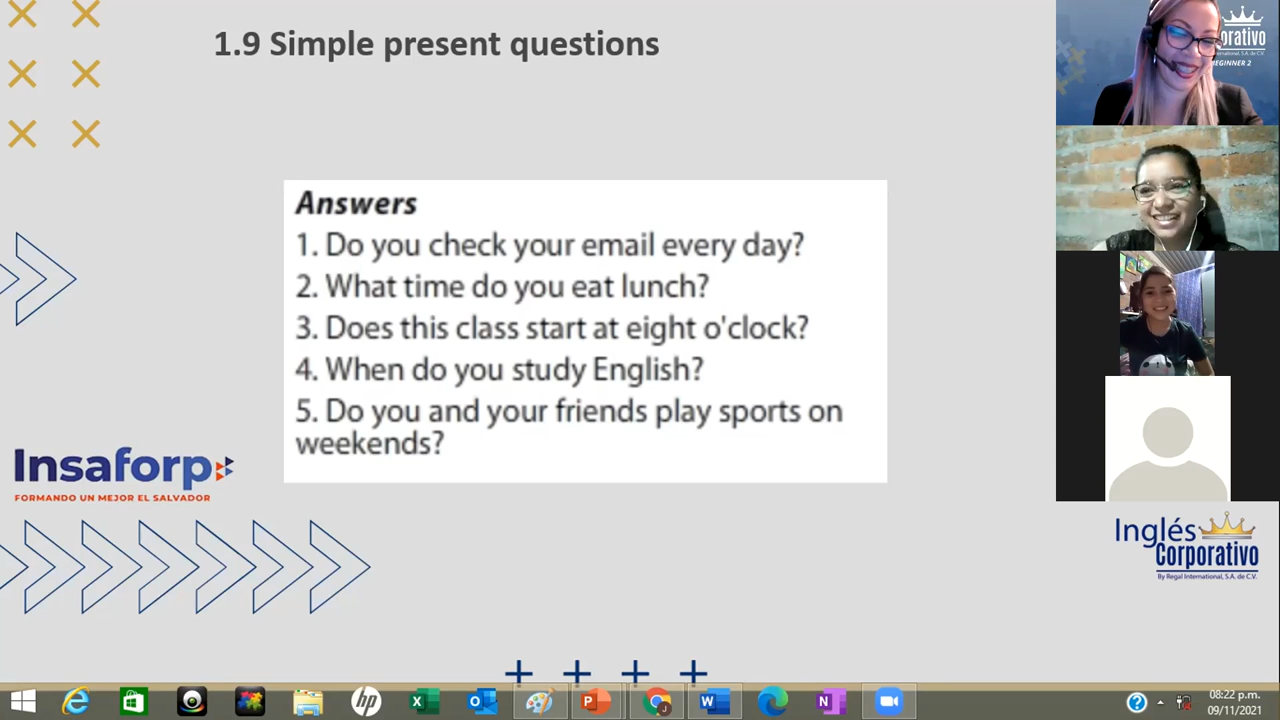 1.9 Simple present questions
Answers
1. Do you check your email every day?
2. What time do you eat lunch?
3. Does this class start at eight o'clock?
4. When do you study English?
5. Do you and your friends play sports on
weekends?
Insaforp
FORMANDO UN MEJOR EL SALVADOR
Inglés
Corporativo
By Regal International, S.A. de C.V.
hp
08:22 p.m.
09/11/2021